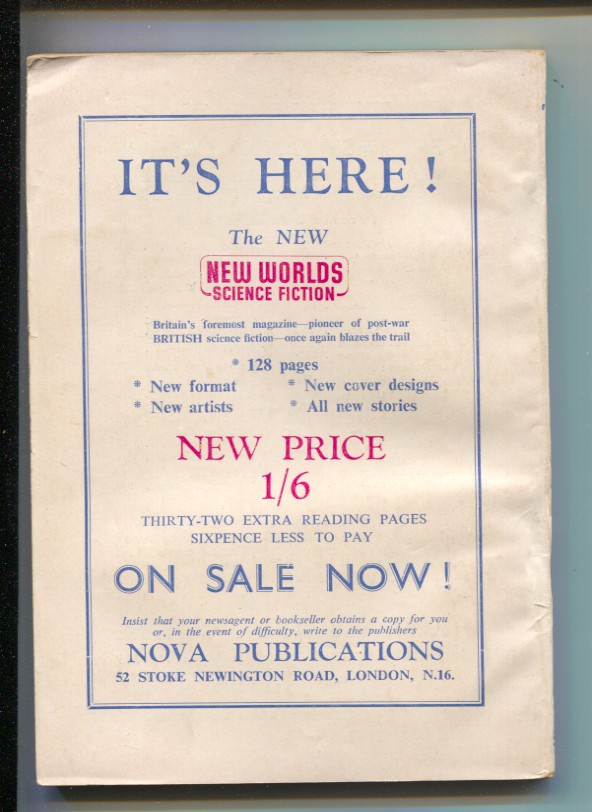 IT'S HERE!
The NEW
NEW WORLDS
SCIENCE FICTION
Britain's foremost magazine—pioneer of post-war
BRITISH science fiction—once again blazes the trail
* 128 pages
* New format * New cover designs
* New artists * All new stories
NEW PRICE
1/6
THIRTY-TWO EXTRA READING PAGES
SIXPENCE LESS TO PAY
ON SALE NOW!
Insist that your newsagent or bookseller obtains a copy for you
or, in the event of difficulty, write to the publishers
NOVA PUBLICATIONS
52 STOKE NEWINGTON ROAD, LONDON, N.16.